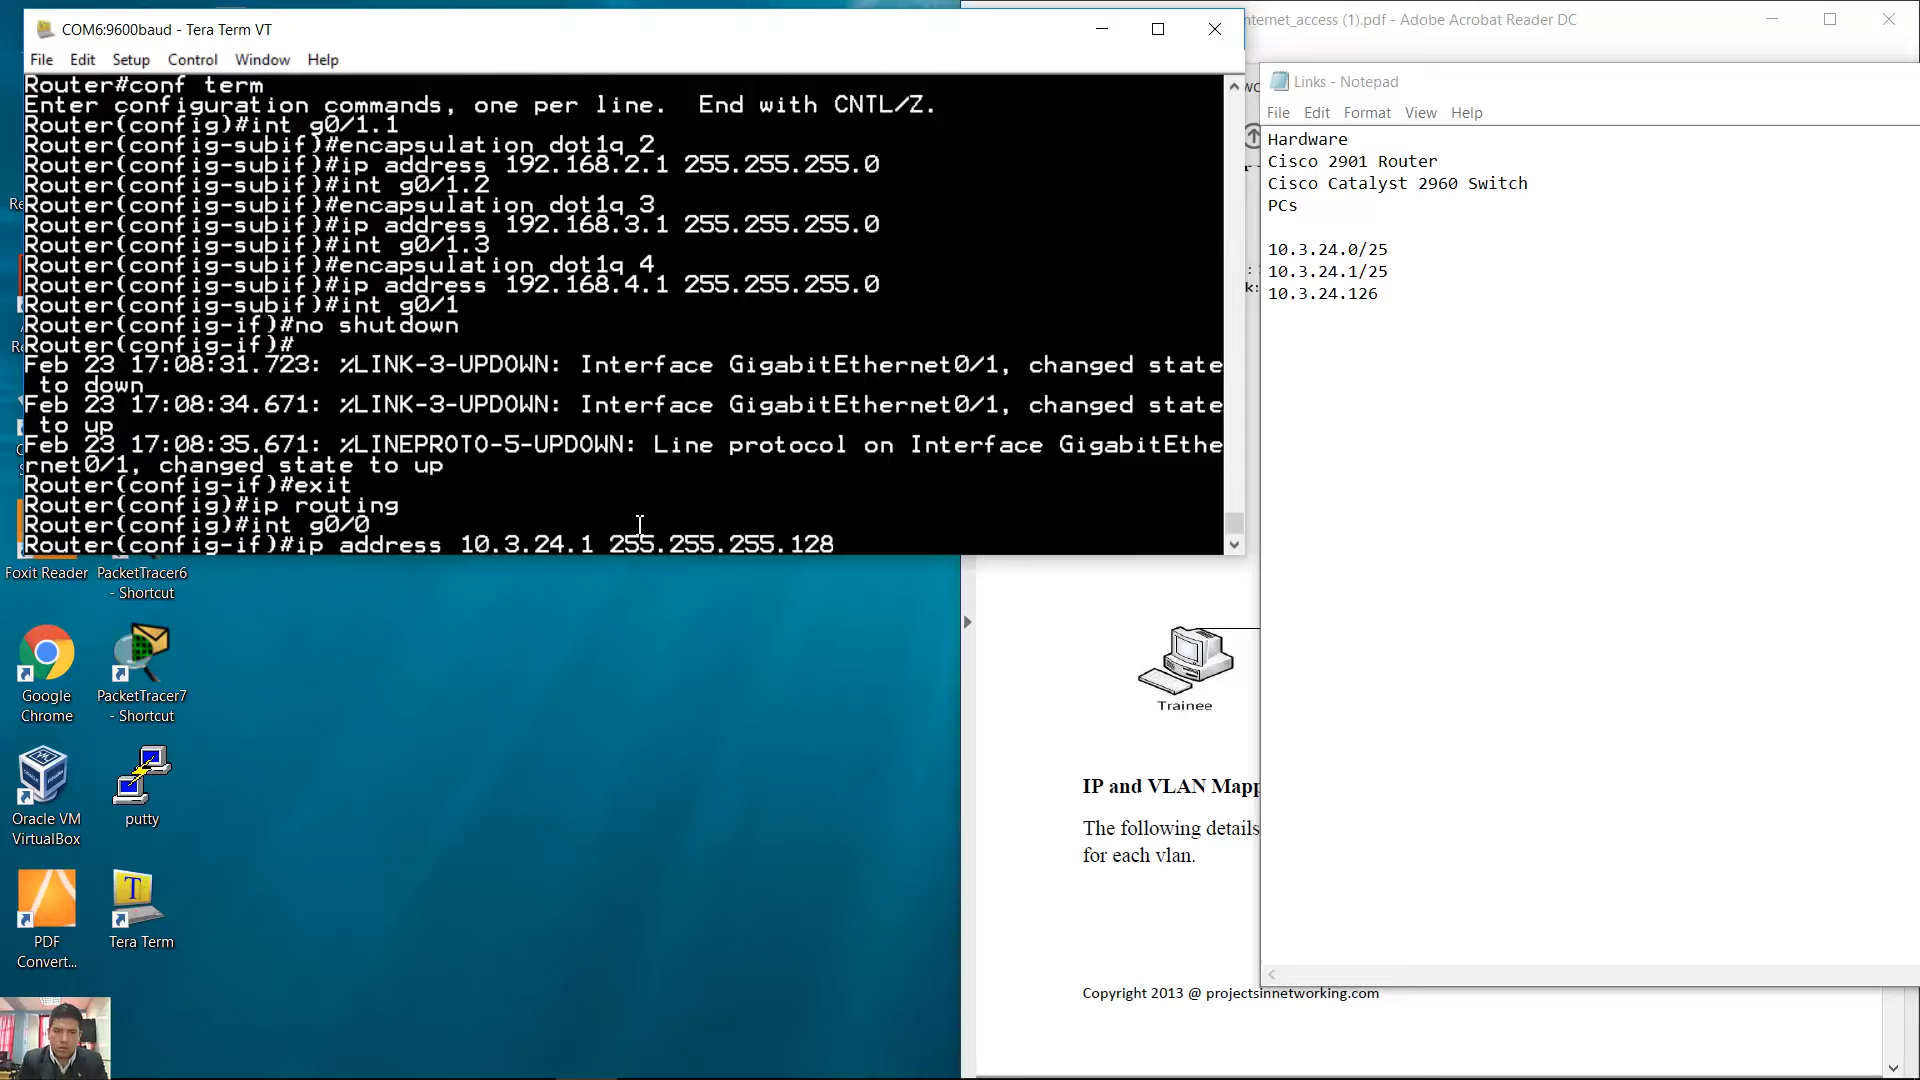 COM6:9600baud - Tera Term VT
File Edit Setup Control Window Help
Router#conf term
Enter configuration commands, one per line.  End with CNTL/Z.
Router(config)#int g0/1.1
Router(config-subif)#encapsulation dot1q 2
Router(config-subif)#ip address 192.168.2.1 255.255.255.0
Router(config-subif)#int g0/1.2
Router(config-subif)#encapsulation dot1q 3
Router(config-subif)#ip address 192.168.3.1 255.255.255.0
Router(config-subif)#int g0/1.3
Router(config-subif)#encapsulation dot1q 4
Router(config-subif)#ip address 192.168.4.1 255.255.255.0
Router(config-subif)#int g0/1
Router(config-if)#no shutdown
Router(config-if)#
Feb 23 17:08:31.723: %LINK-3-UPDOWN: Interface GigabitEthernet0/1, changed state
to down
Feb 23 17:08:34.671: %LINK-3-UPDOWN: Interface GigabitEthernet0/1, changed state
to up
Feb 23 17:08:35.671: %LINEPROTO-5-UPDOWN: Line protocol on Interface GigabitEthe
rnet0/1, changed state to up
Router(config-if)#exit
Router(config)#ip routing
Router(config)#int g0/0
Router(config-if)#ip address 10.3.24.1 255.255.255.128
nternet_access (1).pdf - Adobe Acrobat Reader DC
Links - Notepad
File Edit Format View Help
Hardware
Cisco 2901 Router
Cisco Catalyst 2960 Switch
PCs
10.3.24.0/25
10.3.24.1/25
10.3.24.126
k:
Foxit Reader
PacketTracer6
- Shortcut
Google
Chrome
PacketTracer7
- Shortcut
Oracle VM
VirtualBox
putty
PDF
Convert...
Tera Term
Trainee
IP and VLAN Mapp
The following details
for each vlan.
Copyright 2013 @ projectsinnetworking.com